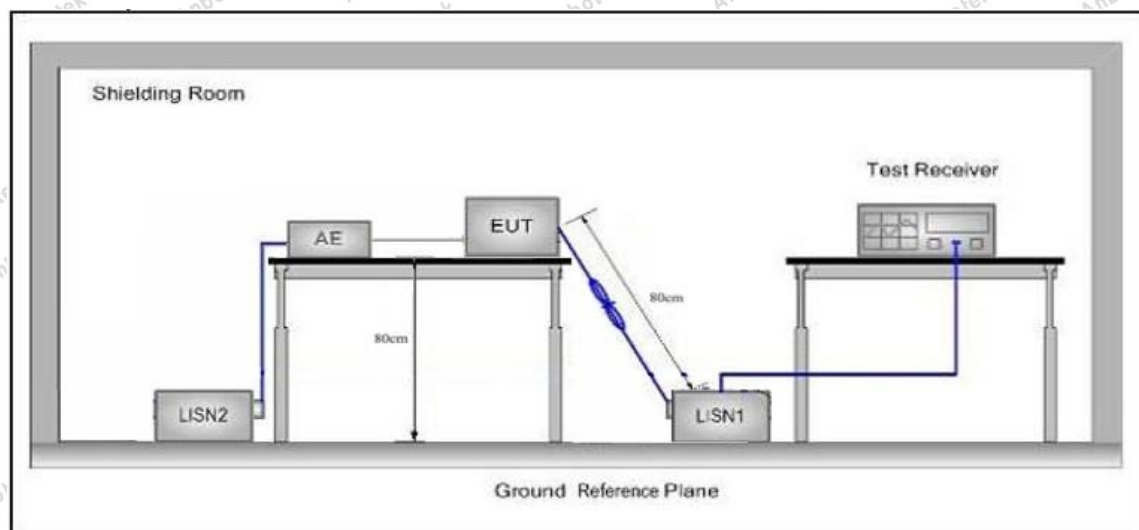 Shielding Room
Test Receiver
EUT
AE
80cm
80cm
LISN2
LISN1
Ground Reference Plane